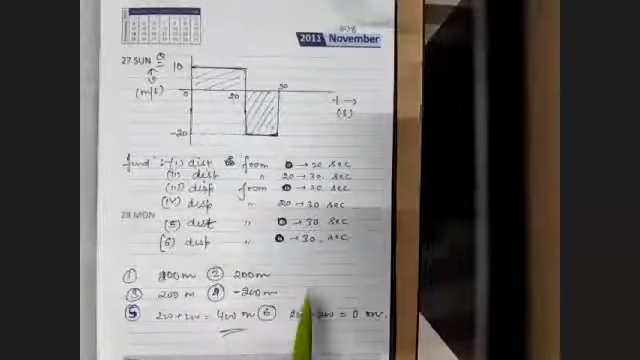 2011 November
27 SUN
10
(m/s)
0
20
30
t →
(s)
-20
find :- (i) dist from 0 → 20 sec
(ii) dist " 20 → 30 sec
(iii) disp from 0 → 20 sec
(iv) disp " 20 → 30 sec
28 MON
(5) dist " 0 → 30 sec
(6) disp " 0 → 30 sec
① 200 m ② 200 m
③ 200 m ④ -200 m
⑤ 200 + 200 = 400 m ⑥ = 0 m.